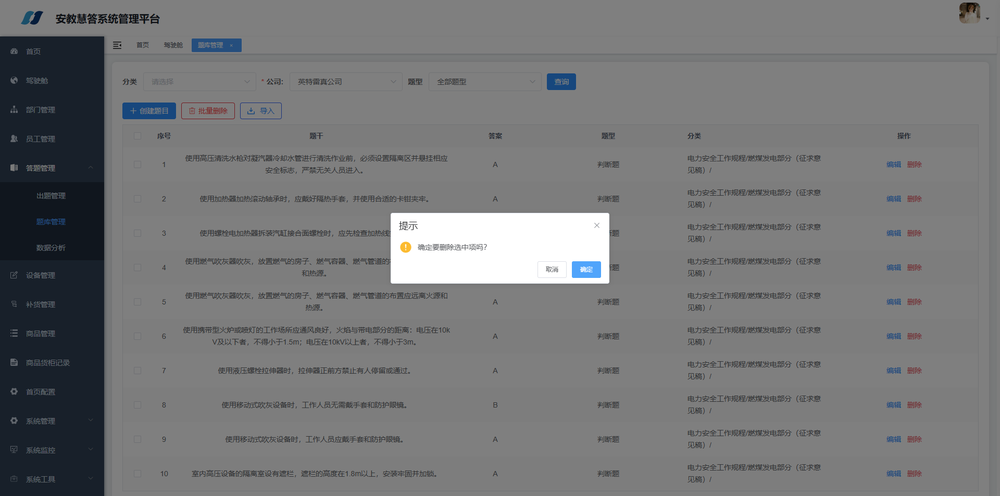 安教慧答系统管理平台
首页
驾驶舱
部门管理
员工管理
答题管理
出题管理
题库管理
数据分析
设备管理
补货管理
商品管理
商品货柜记录
首页配置
系统管理
系统监控
系统工具
首页 驾驶舱 题库管理 ×
分类 请选择 * 公司: 英特雷真公司 题型 全部题型 查询
创建题目 批量删除 导入
序号 题干 答案 题型 分类 操作
1 使用高压清洗水枪对凝汽器冷却水管进行清洗作业前，必须设置隔离区并悬挂相应 A 判断题 电力安全工作规程/燃煤发电部分（征求意 编辑 删除
安全标志，严禁无关人员进入。 见稿）/
2 使用加热器加热滚动轴承时，应戴好隔热手套，并使用合适的卡钳夹牢。 A 判断题 电力安全工作规程/燃煤发电部分（征求意 编辑 删除
见稿）/
3 使用螺栓电加热器拆装汽缸接合面螺栓时，应先检查加热线 断题 电力安全工作规程/燃煤发电部分（征求意 编辑 删除
见稿）/
4 使用燃气吹灰器吹灰，放置燃气的房子、燃气容器、燃气管道的 断题 电力安全工作规程/燃煤发电部分（征求意 编辑 删除
和热源。 见稿）/
5 使用燃气吹灰器吹灰，放置燃气的房子、燃气容器、燃气管道的布置应远离火源和 A 判断题 电力安全工作规程/燃煤发电部分（征求意 编辑 删除
热源。 见稿）/
6 使用携带型火炉或喷灯的工作场所应通风良好，火焰与带电部分的距离：电压在10k A 判断题 电力安全工作规程/燃煤发电部分（征求意 编辑 删除
V及以下者，不得小于1.5m；电压在10kV以上者，不得小于3m。 见稿）/
7 使用液压螺栓拉伸器时，拉伸器正前方禁止有人停留或通过。 A 判断题 电力安全工作规程/燃煤发电部分（征求意 编辑 删除
见稿）/
8 使用移动式吹灰设备时，工作人员无需戴手套和防护眼镜。 B 判断题 电力安全工作规程/燃煤发电部分（征求意 编辑 删除
见稿）/
9 使用移动式吹灰设备时，工作人员应戴手套和防护眼镜。 A 判断题 电力安全工作规程/燃煤发电部分（征求意 编辑 删除
见稿）/
10 室内高压设备的隔离室设有遮栏，遮栏的高度在1.8m以上，安装牢固并加锁。 A 判断题 电力安全工作规程/燃煤发电部分（征求意 编辑 删除
见稿）/
提示
确定要删除选中项吗？
取消 确定